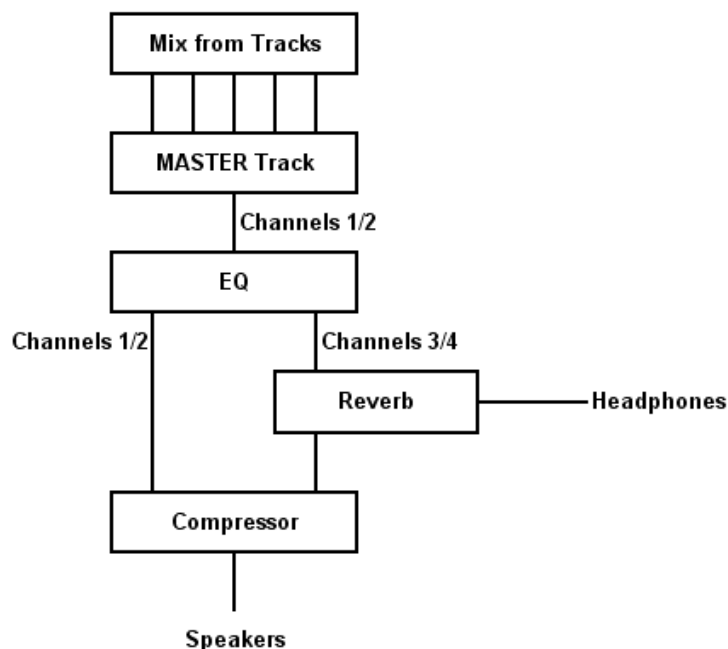 Mix from Tracks
MASTER Track
Channels 1/2
EQ
Channels 1/2
Channels 3/4
Reverb
Headphones
Compressor
Speakers